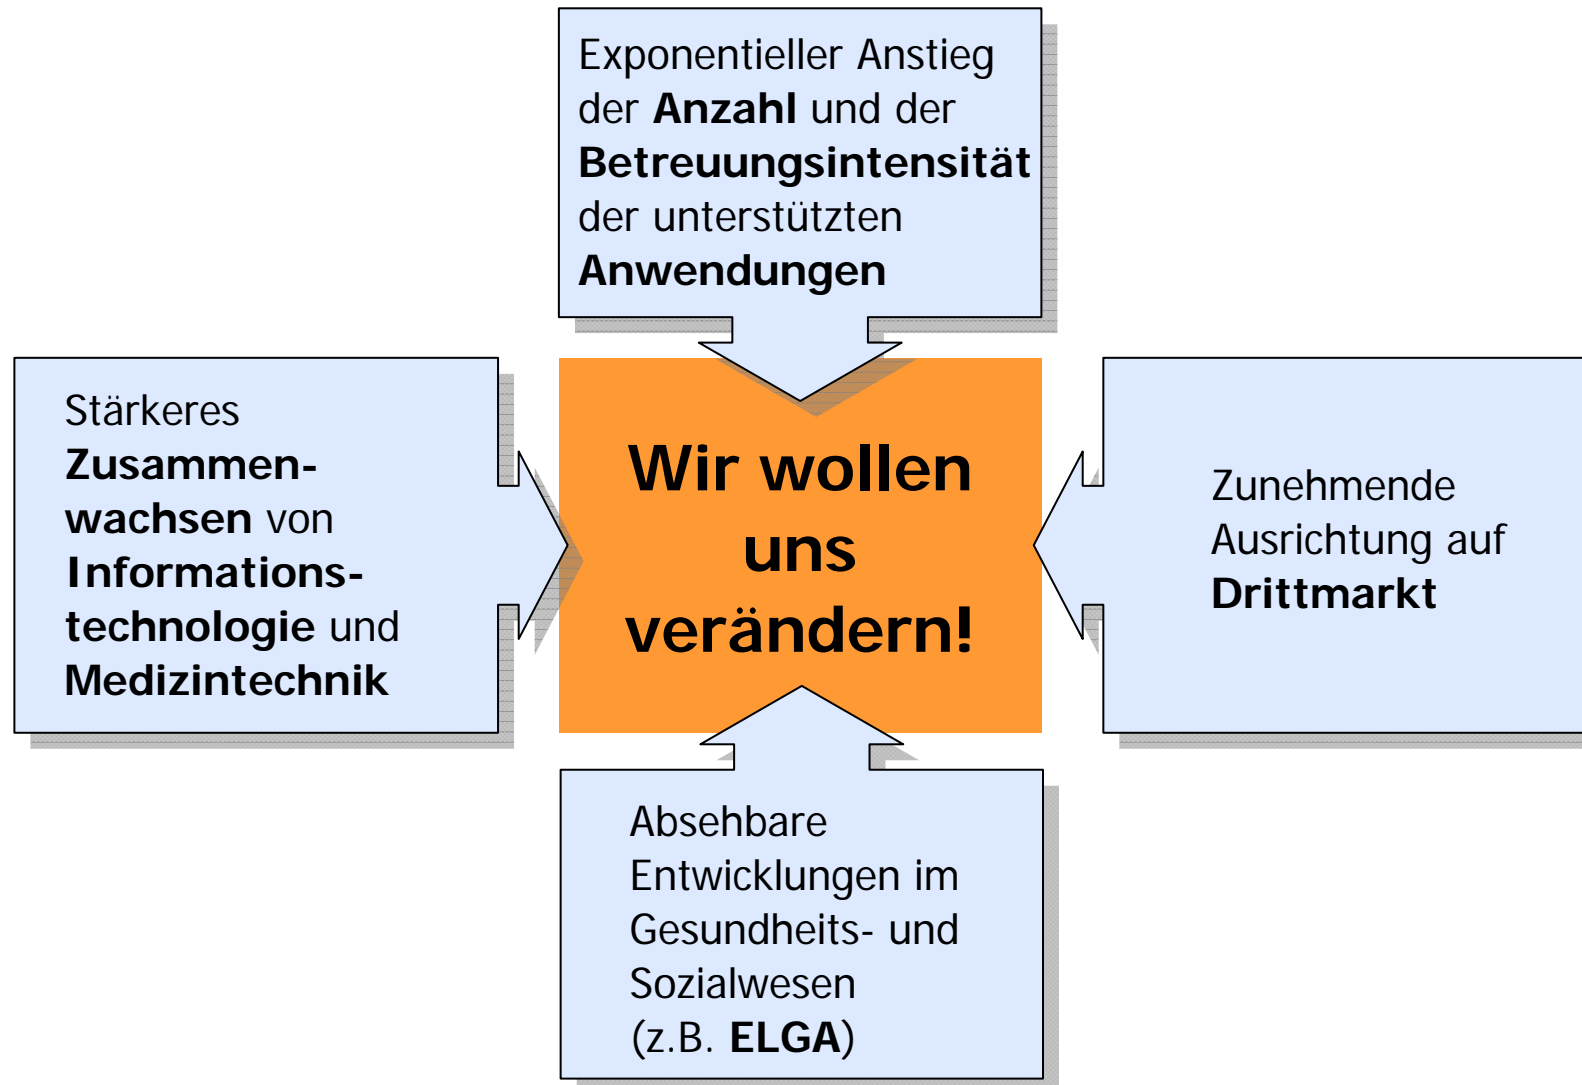 Exponentieller Anstieg
der Anzahl und der
Betreuungsintensität
der unterstützten
Anwendungen
Stärkeres
Zusammen-
wachsen von
Informations-
technologie und
Medizintechnik
Wir wollen
uns
verändern!
Zunehmende
Ausrichtung auf
Drittmarkt
Absehbare
Entwicklungen im
Gesundheits- und
Sozialwesen
(z.B. ELGA)